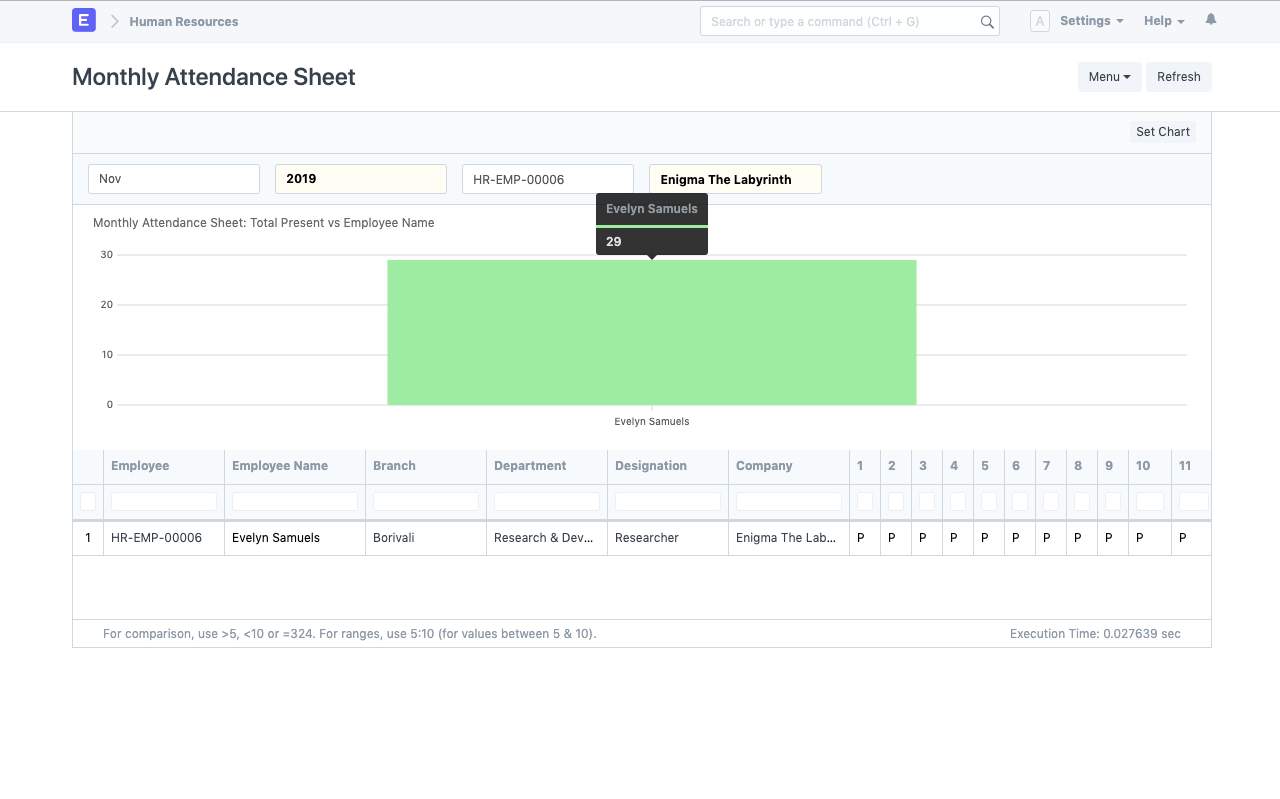 E Human Resources Search or type a command (Ctrl + G) A Settings Help
Monthly Attendance Sheet Menu Refresh
Set Chart
Nov 2019 HR-EMP-00006 Enigma The Labyrinth
Evelyn Samuels
29
Monthly Attendance Sheet: Total Present vs Employee Name
30
20
10
0
Evelyn Samuels
Employee Employee Name Branch Department Designation Company 1 2 3 4 5 6 7 8 9 10 11
1 HR-EMP-00006 Evelyn Samuels Borivali Research & Dev... Researcher Enigma The Lab... P P P P P P P P P P P
For comparison, use >5, <10 or =324. For ranges, use 5:10 (for values between 5 & 10). Execution Time: 0.027639 sec